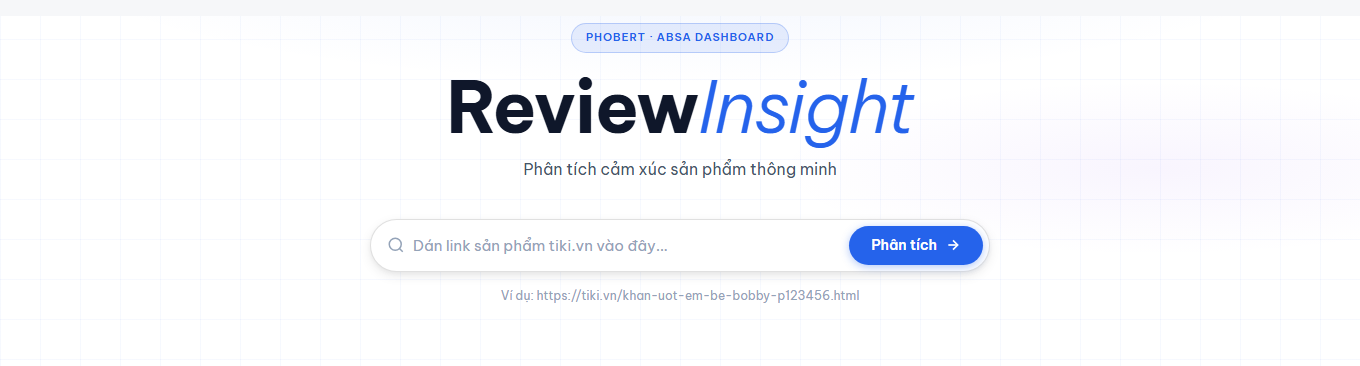 PHOBERT · ABSA DASHBOARD
ReviewInsight
Phân tích cảm xúc sản phẩm thông minh
Dán link sản phẩm tiki.vn vào đây...
Phân tích →
Ví dụ: https://tiki.vn/khan-uot-em-be-bobby-p123456.html